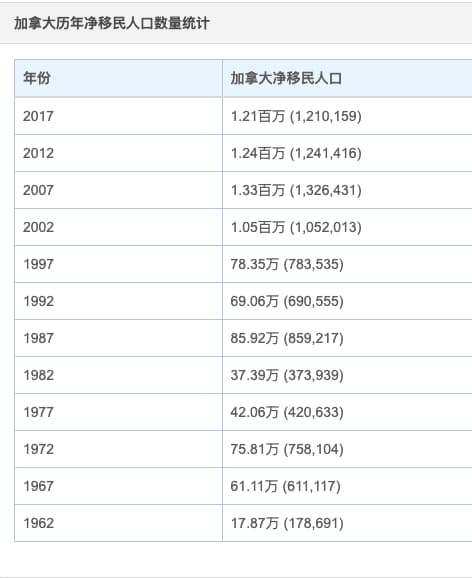 加拿大历年净移民人口数量统计
年份 加拿大净移民人口
2017 1.21百万 (1,210,159)
2012 1.24百万 (1,241,416)
2007 1.33百万 (1,326,431)
2002 1.05百万 (1,052,013)
1997 78.35万 (783,535)
1992 69.06万 (690,555)
1987 85.92万 (859,217)
1982 37.39万 (373,939)
1977 42.06万 (420,633)
1972 75.81万 (758,104)
1967 61.11万 (611,117)
1962 17.87万 (178,691)